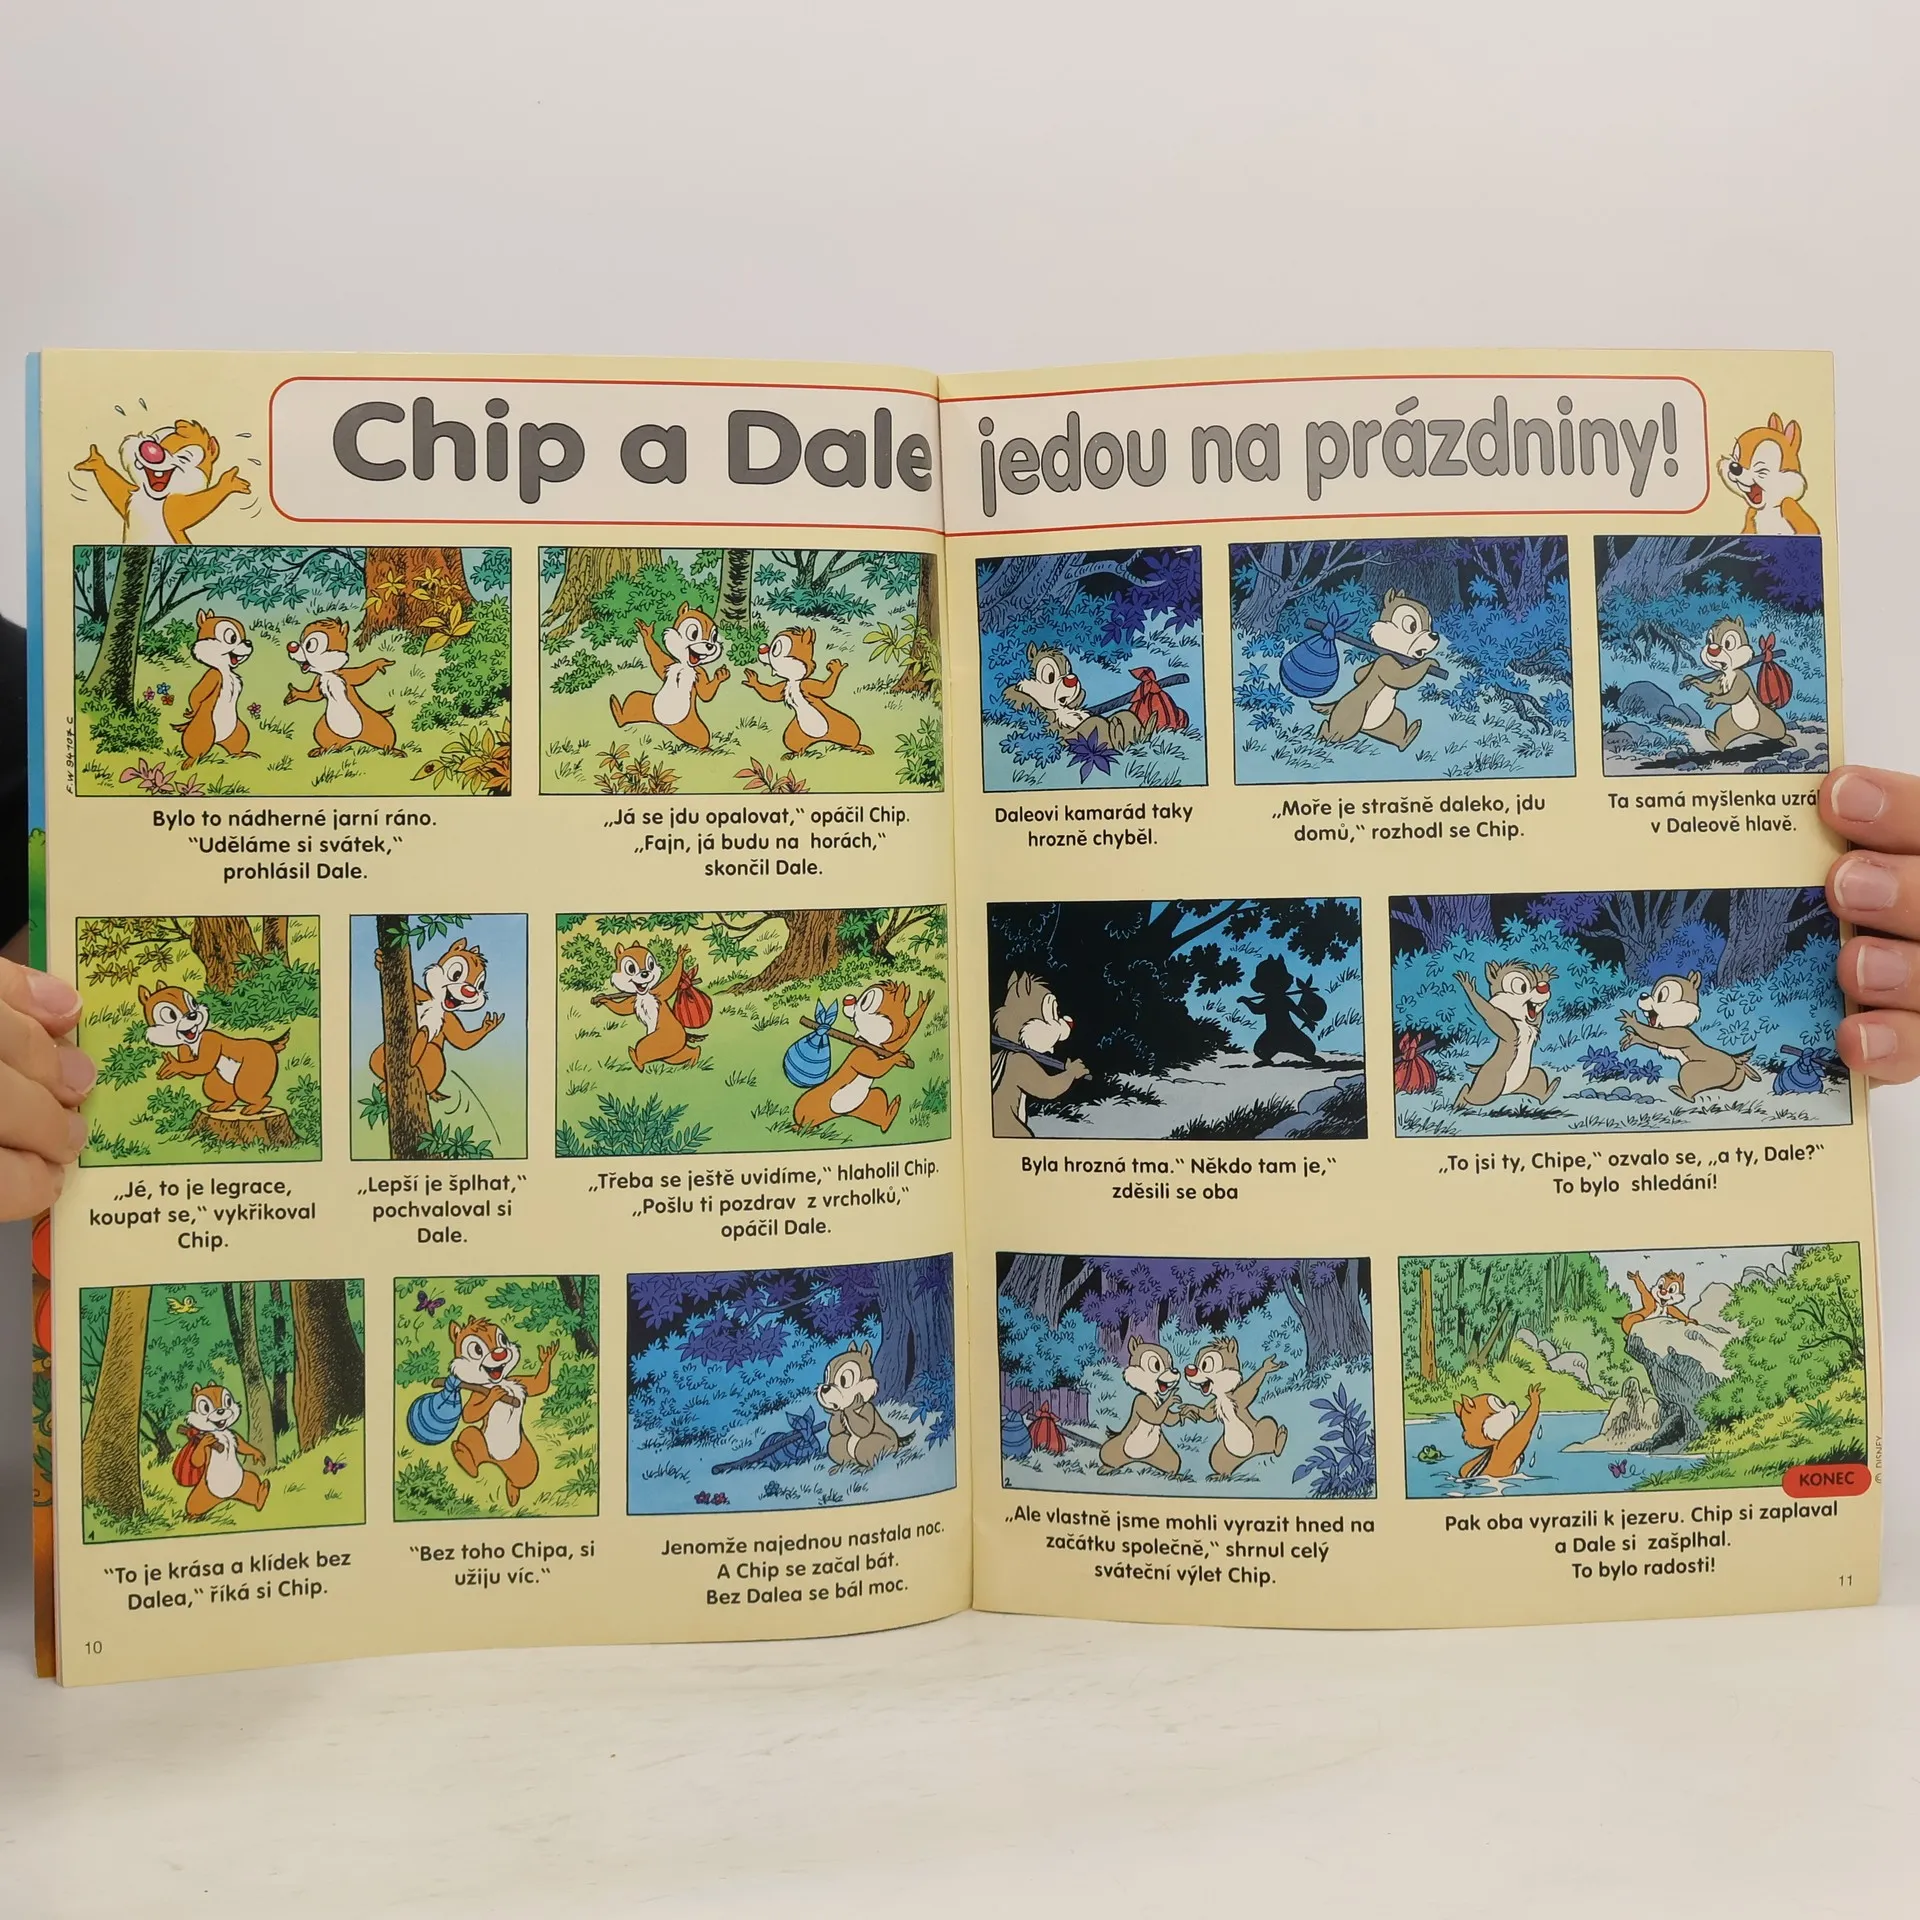 Chip a Dale jedou na prázdniny!
Bylo to nádherné jarní ráno.
"Uděláme si svátek,"
prohlásil Dale.
„Já se jdu opalovat,“ opáčil Chip.
„Fajn, já budu na horách,“
skončil Dale.
„Jé, to je legrace,
koupat se,“ vykřikoval
Chip.
„Lepší je šplhat,“
pochvaloval si
Dale.
„Třeba se ještě uvidíme,“ hlaholil Chip.
„Pošlu ti pozdrav z vrcholků,“
opáčil Dale.
"To je krása a klídek bez
Dalea,“ říká si Chip.
"Bez toho Chipa, si
užiju víc.“
Jenomže najednou nastala noc.
A Chip se začal bát.
Bez Dalea se bál moc.
1
10
Daleovi kamarád taky
hrozně chyběl.
„Moře je strašně daleko, jdu
domů,“ rozhodl se Chip.
Ta samá myšlenka
v Daleově hlavě.
Byla hrozná tma.“ Někdo tam je,“
zděsili se oba
„To jsi ty, Chipe,“ ozvalo se, „a ty, Dale?“
To bylo shledání!
„Ale vlastně jsme mohli vyrazit hned na
začátku společně,“ shrnul celý
sváteční výlet Chip.
2
KONEC
© DISNEY
Pak oba vyrazili k jezeru. Chip si zaplaval
a Dale si zašplhal.
To bylo radosti!
11